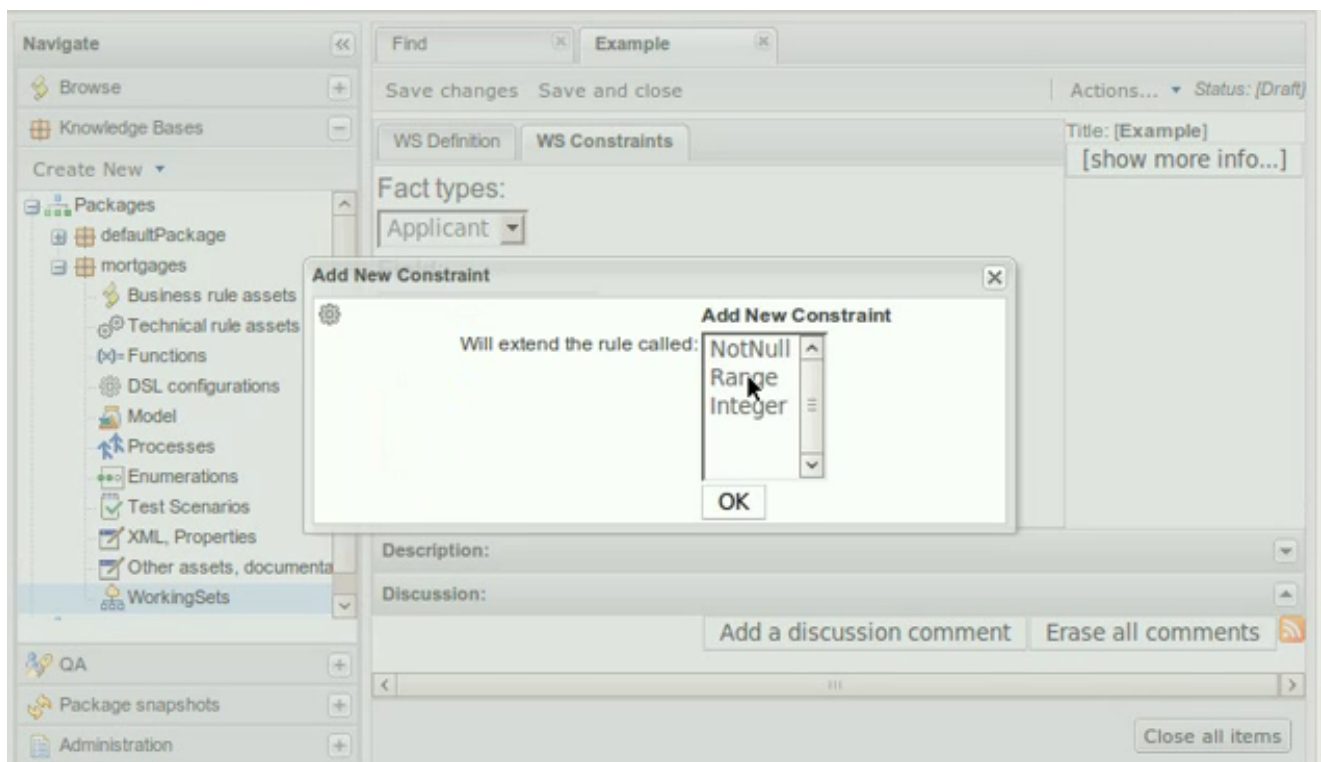 Navigate
Browse
Knowledge Bases
Create New
Packages
defaultPackage
mortgages
Business rule assets
Technical rule assets
(x)= Functions
DSL configurations
Model
Processes
Enumerations
Test Scenarios
XML, Properties
Other assets, documenta
WorkingSets
QA
Package snapshots
Administration
Find Example
Save changes Save and close Actions... Status: [Draft]
WS Definition WS Constraints
Title: [Example]
[show more info...]
Fact types:
Applicant
Add New Constraint
Add New Constraint
Will extend the rule called:
NotNull
Range
Integer
OK
Description:
Discussion:
Add a discussion comment Erase all comments
Close all items